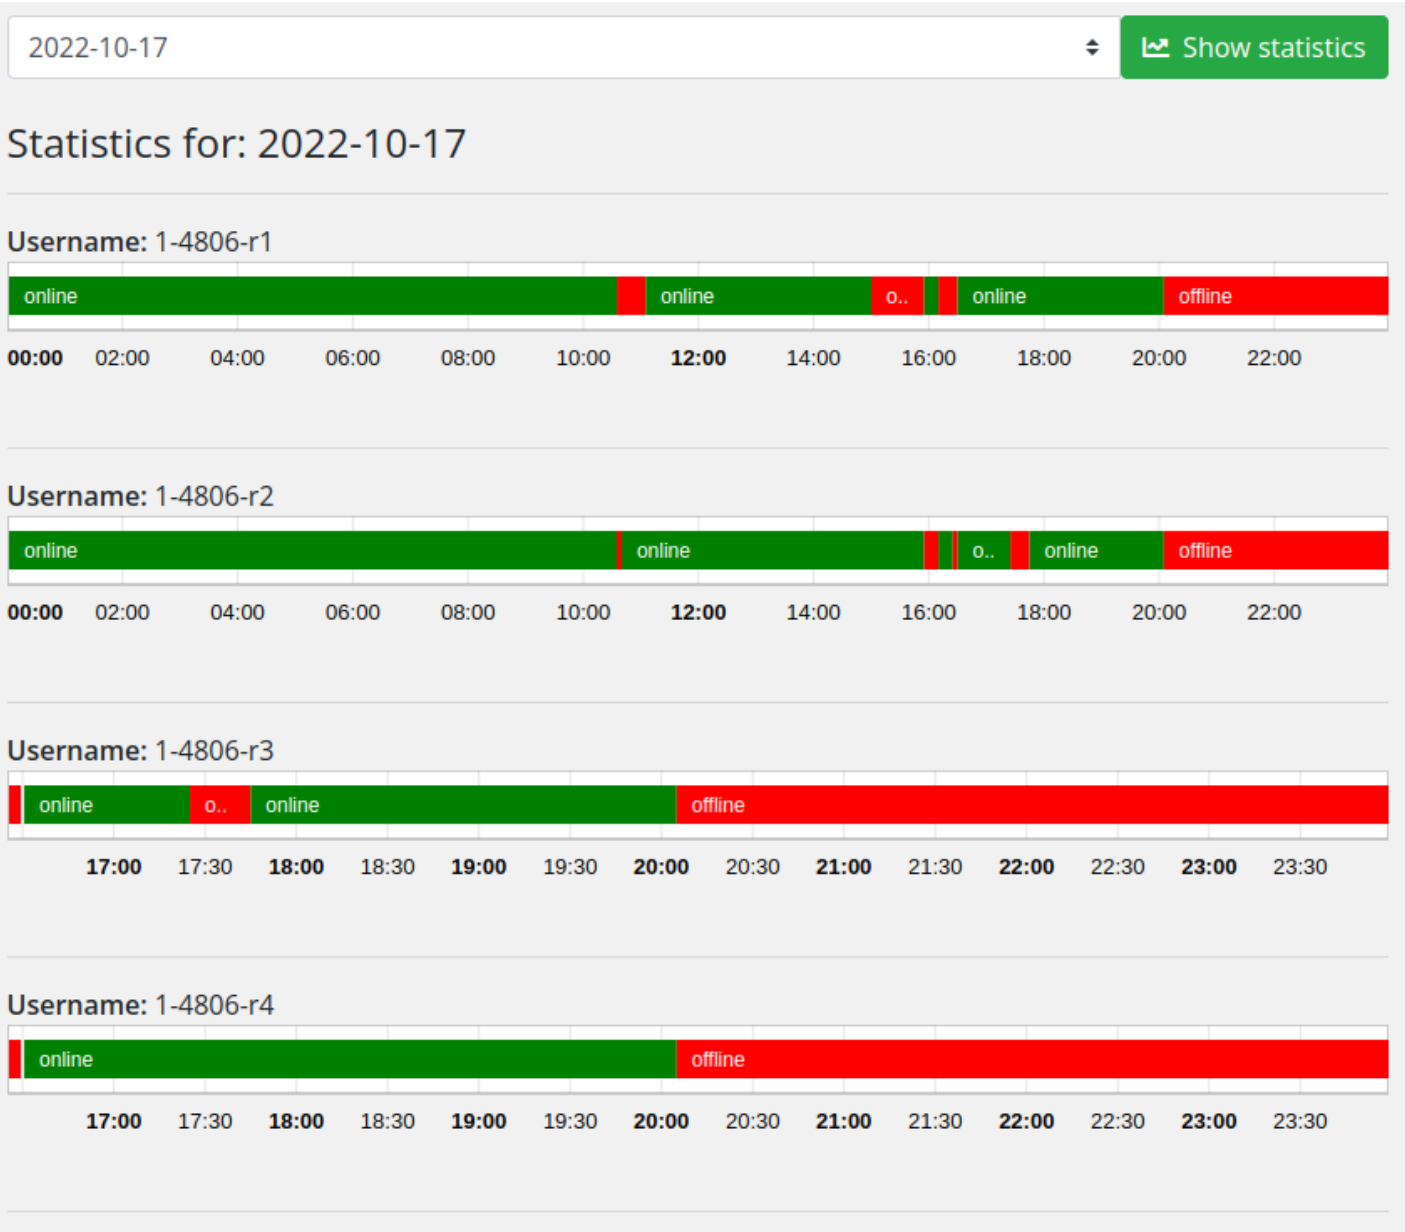 2022-10-17 Show statistics
Statistics for: 2022-10-17
Username: 1-4806-r1
online online o.. online offline
00:00 02:00 04:00 06:00 08:00 10:00 12:00 14:00 16:00 18:00 20:00 22:00
Username: 1-4806-r2
online online o.. online offline
00:00 02:00 04:00 06:00 08:00 10:00 12:00 14:00 16:00 18:00 20:00 22:00
Username: 1-4806-r3
online o.. online offline
17:00 17:30 18:00 18:30 19:00 19:30 20:00 20:30 21:00 21:30 22:00 22:30 23:00 23:30
Username: 1-4806-r4
online offline
17:00 17:30 18:00 18:30 19:00 19:30 20:00 20:30 21:00 21:30 22:00 22:30 23:00 23:30